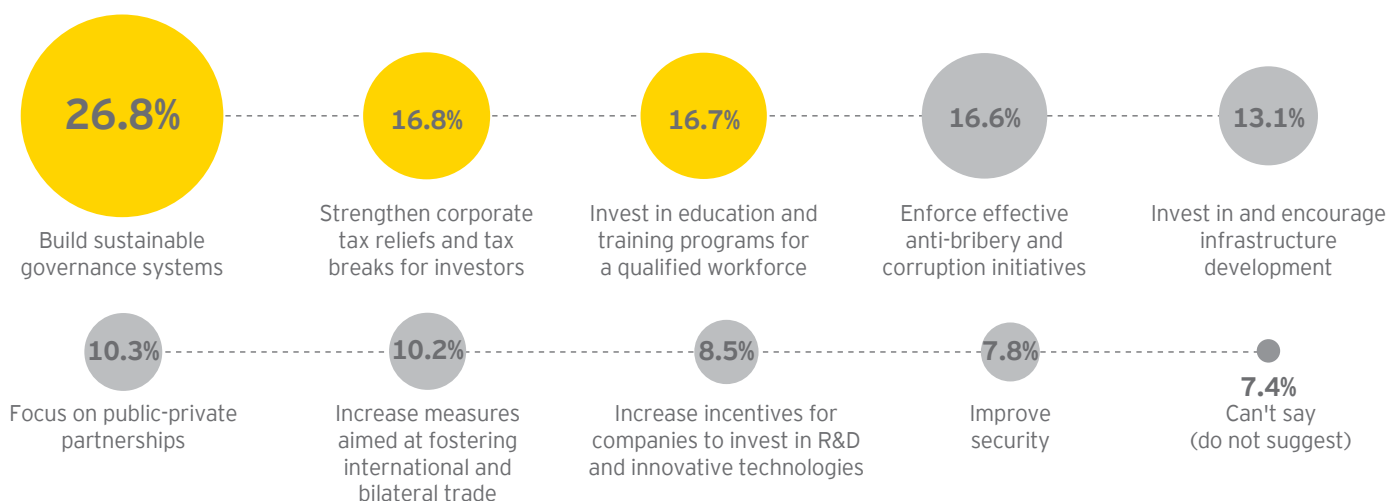 26.8%
16.8%
16.7%
16.6%
13.1%
Build sustainable
governance systems
Strengthen corporate
tax reliefs and tax
breaks for investors
Invest in education and
training programs for
a qualified workforce
Enforce effective
anti-bribery and
corruption initiatives
Invest in and encourage
infrastructure
development
10.3%
10.2%
8.5%
7.8%
7.4%
Focus on public-private
partnerships
Increase measures
aimed at fostering
international and
bilateral trade
Increase incentives for
companies to invest in R&D
and innovative technologies
Improve
security
Can't say
(do not suggest)